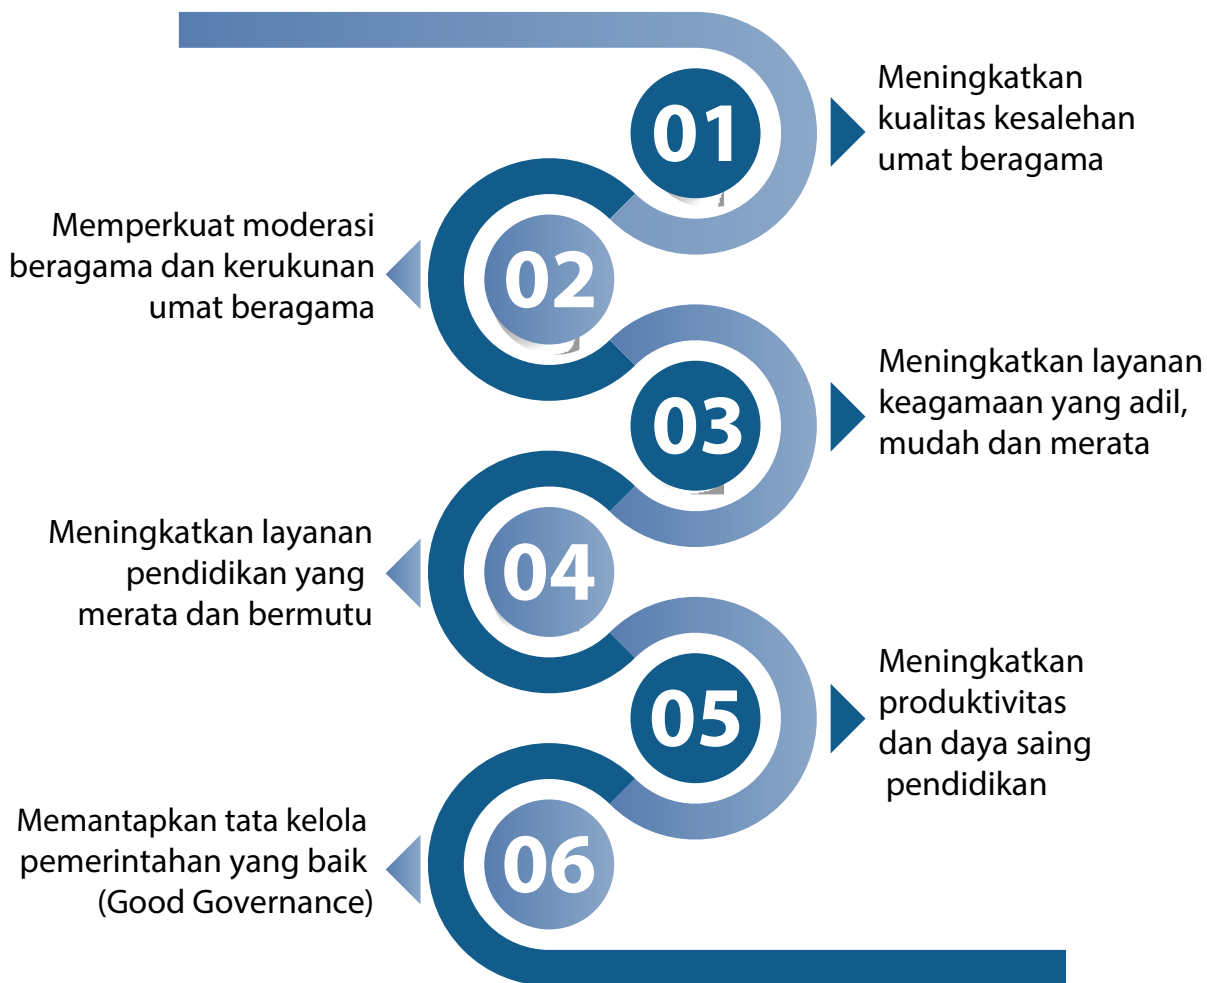 01
Meningkatkan
kualitas kesalehan
umat beragama
Memperkuat moderasi
beragama dan kerukunan
umat beragama
02
03
Meningkatkan layanan
keagamaan yang adil,
mudah dan merata
Meningkatkan layanan
pendidikan yang
merata dan bermutu
04
05
Meningkatkan
produktivitas
dan daya saing
pendidikan
Memantapkan tata kelola
pemerintahan yang baik
(Good Governance)
06